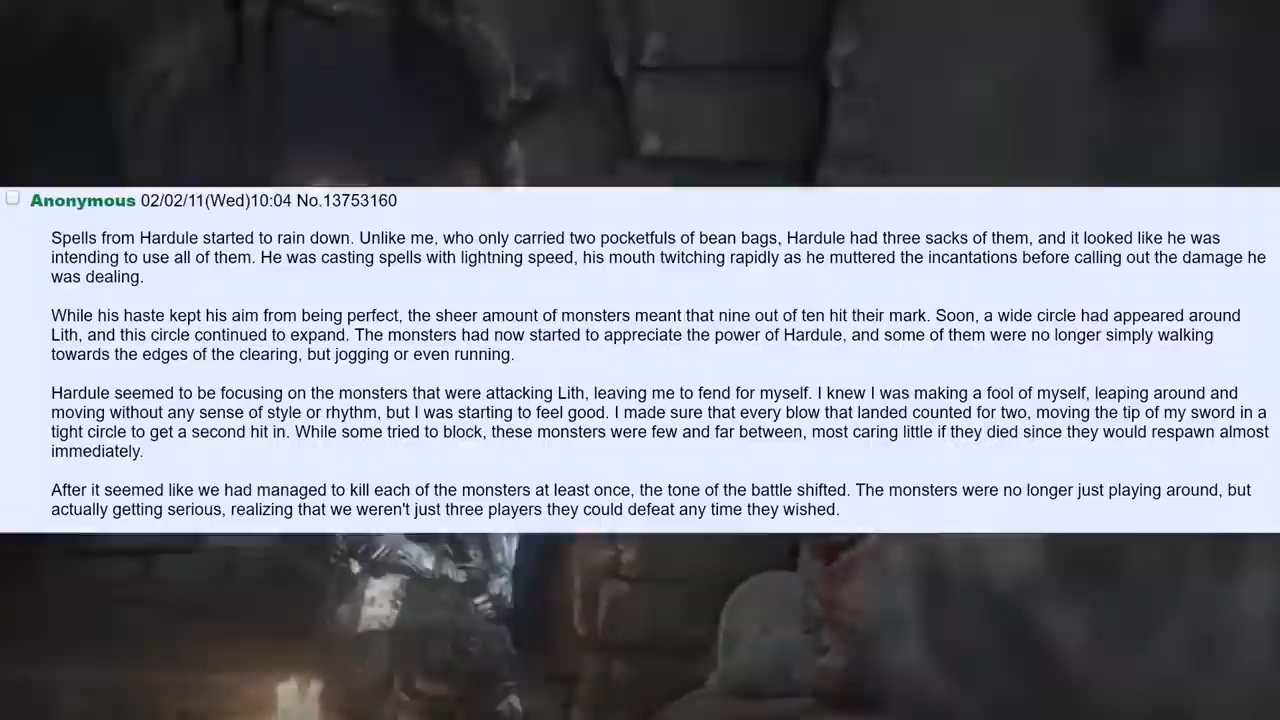 Anonymous 02/02/11(Wed)10:04 No.13753160
Spells from Hardule started to rain down. Unlike me, who only carried two pocketfuls of bean bags, Hardule had three sacks of them, and it looked like he was
intending to use all of them. He was casting spells with lightning speed, his mouth twitching rapidly as he muttered the incantations before calling out the damage he
was dealing.
While his haste kept his aim from being perfect, the sheer amount of monsters meant that nine out of ten hit their mark. Soon, a wide circle had appeared around
Lith, and this circle continued to expand. The monsters had now started to appreciate the power of Hardule, and some of them were no longer simply walking
towards the edges of the clearing, but jogging or even running.
Hardule seemed to be focusing on the monsters that were attacking Lith, leaving me to fend for myself. I knew I was making a fool of myself, leaping around and
moving without any sense of style or rhythm, but I was starting to feel good. I made sure that every blow that landed counted for two, moving the tip of my sword in a
tight circle to get a second hit in. While some tried to block, these monsters were few and far between, most caring little if they died since they would respawn almost
immediately.
After it seemed like we had managed to kill each of the monsters at least once, the tone of the battle shifted. The monsters were no longer just playing around, but
actually getting serious, realizing that we weren't just three players they could defeat any time they wished.